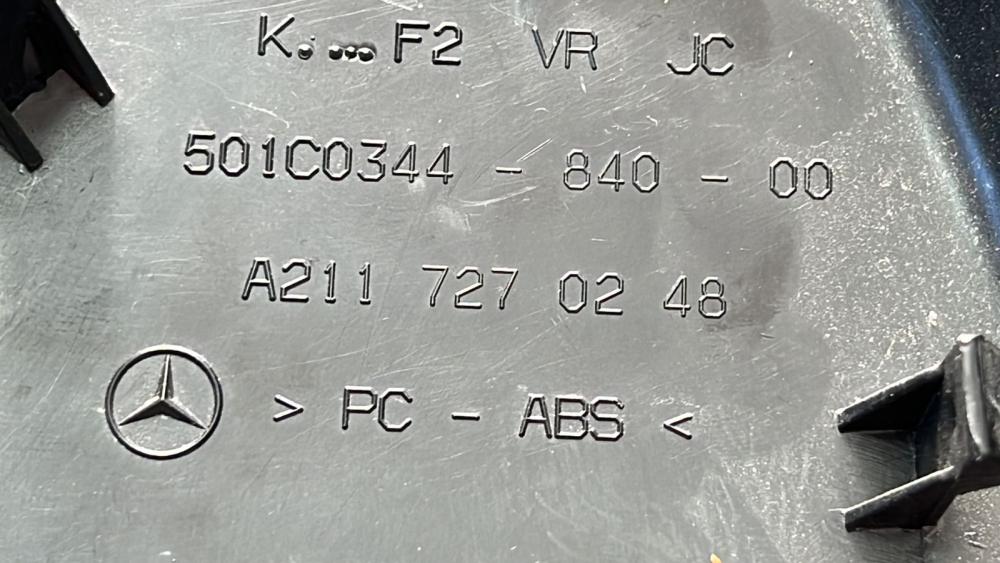 K. F2 VR JC
501C0344 - 840 - 00
A211 727 02 48
> PC - ABS <